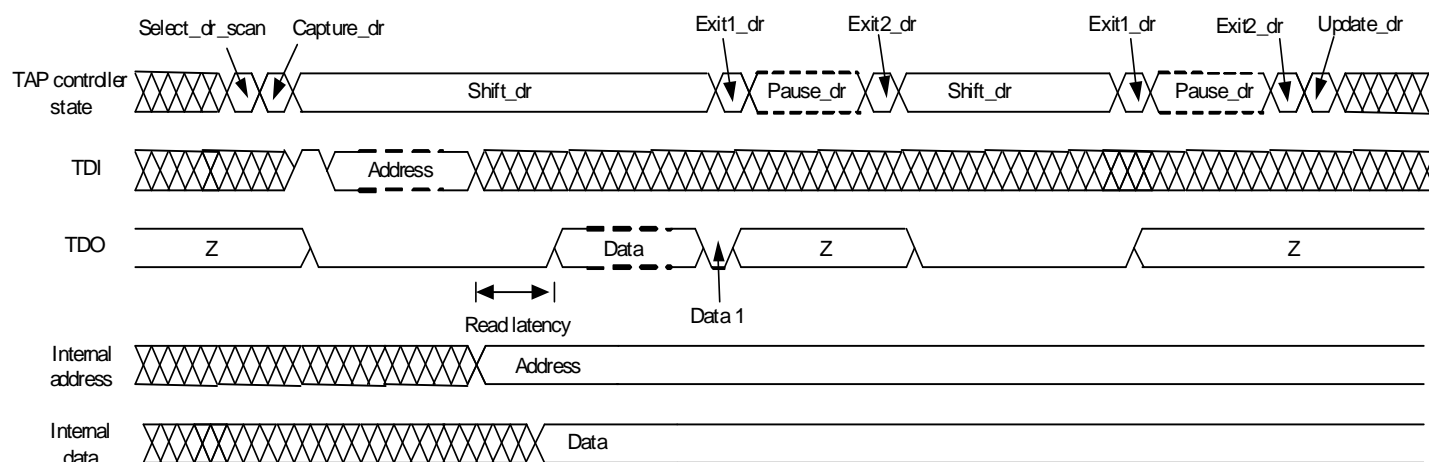 Select_dr_scan Capture_dr Exit1_dr Exit2_dr Exit1_dr Exit2_dr Update_dr
TAP controller
state
Shift_dr Pause_dr Shift_dr Pause_dr
TDI
Address
TDO
Z Data Z Z
Read latency
Data 1
Internal
address
Address
Internal
data
Data